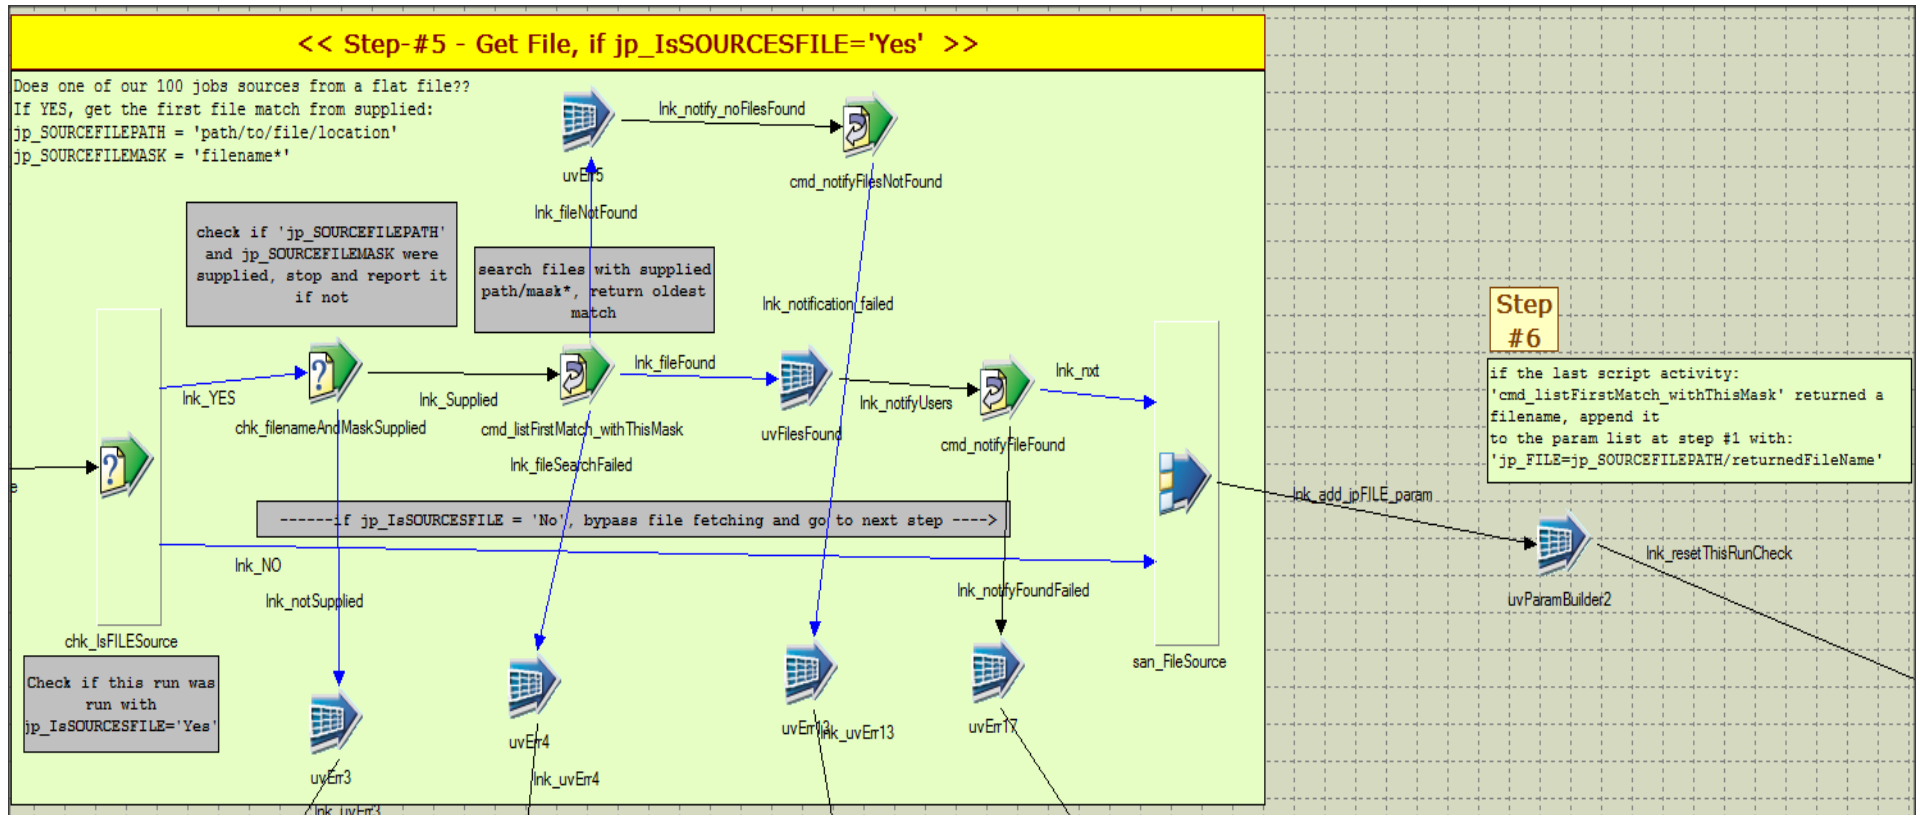 << Step-#5 - Get File, if jp_IsSOURCESFILE='Yes' >>
Does one of our 100 jobs sources from a flat file??
If YES, get the first file match from supplied:
jp_SOURCEFILEPATH = 'path/to/file/location'
jp_SOURCEFILEMASK = 'filename*'
lnk_notify_noFilesFound
uvErr5
cmd_notifyFilesNotFound
lnk_fileNotFound
check if 'jp_SOURCEFILEPATH'
and jp_SOURCEFILEMASK were
supplied, stop and report it
if not
search files with supplied
path/mask*, return oldest
match
lnk_notification_failed
lnk_YES
chk_filenameAndMaskSupplied
lnk_Supplied
cmd_listFirstMatch_withThisMask
lnk_fileFound
uvFilesFound
lnk_notifyUsers
cmd_notifyFileFound
lnk_nxt
lnk_fileSearchFailed
e
------if jp_IsSOURCESFILE = 'No', bypass file fetching and go to next step ---->
lnk_NO
lnk_notSupplied
lnk_notifyFoundFailed
chk_IsFILESource
san_FileSource
Check if this run was
run with
jp_IsSOURCESFILE='Yes'
uvErr3
lnk_uvErr3
uvErr4
lnk_uvErr4
uvErr13
lnk_uvErr13
uvErr17
Step
#6
if the last script activity:
'cmd_listFirstMatch_withThisMask' returned a
filename, append it
to the param list at step #1 with:
'jp_FILE=jp_SOURCEFILEPATH/returnedFileName'
lnk_add_jpFILE_param
uvParamBuilder2
lnk_resetThisRunCheck